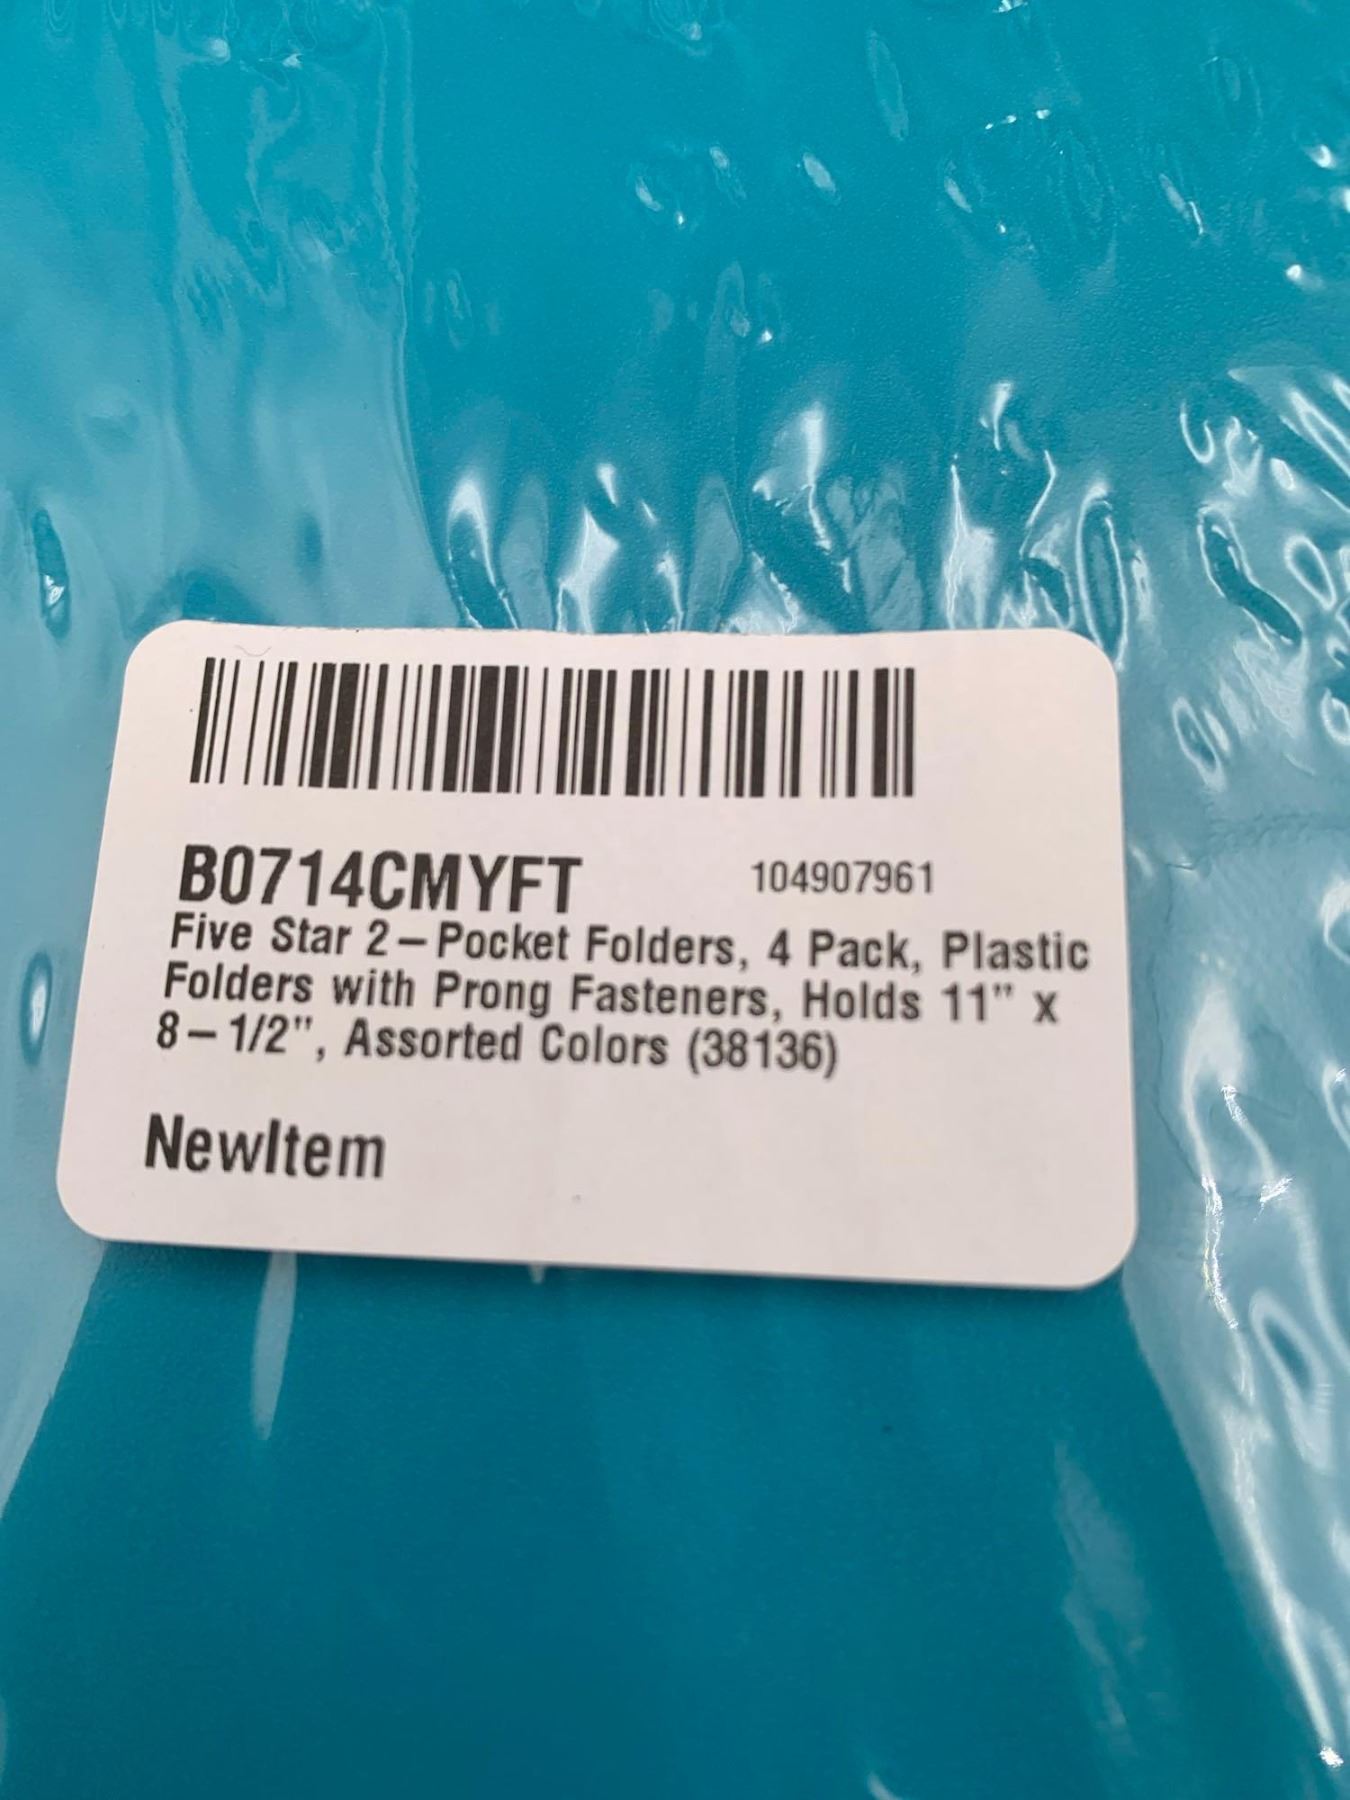 B0714CMYFT 104907961
Five Star 2-Pocket Folders, 4 Pack, Plastic
Folders with Prong Fasteners, Holds 11" x
8-1/2", Assorted Colors (38136)
NewItem